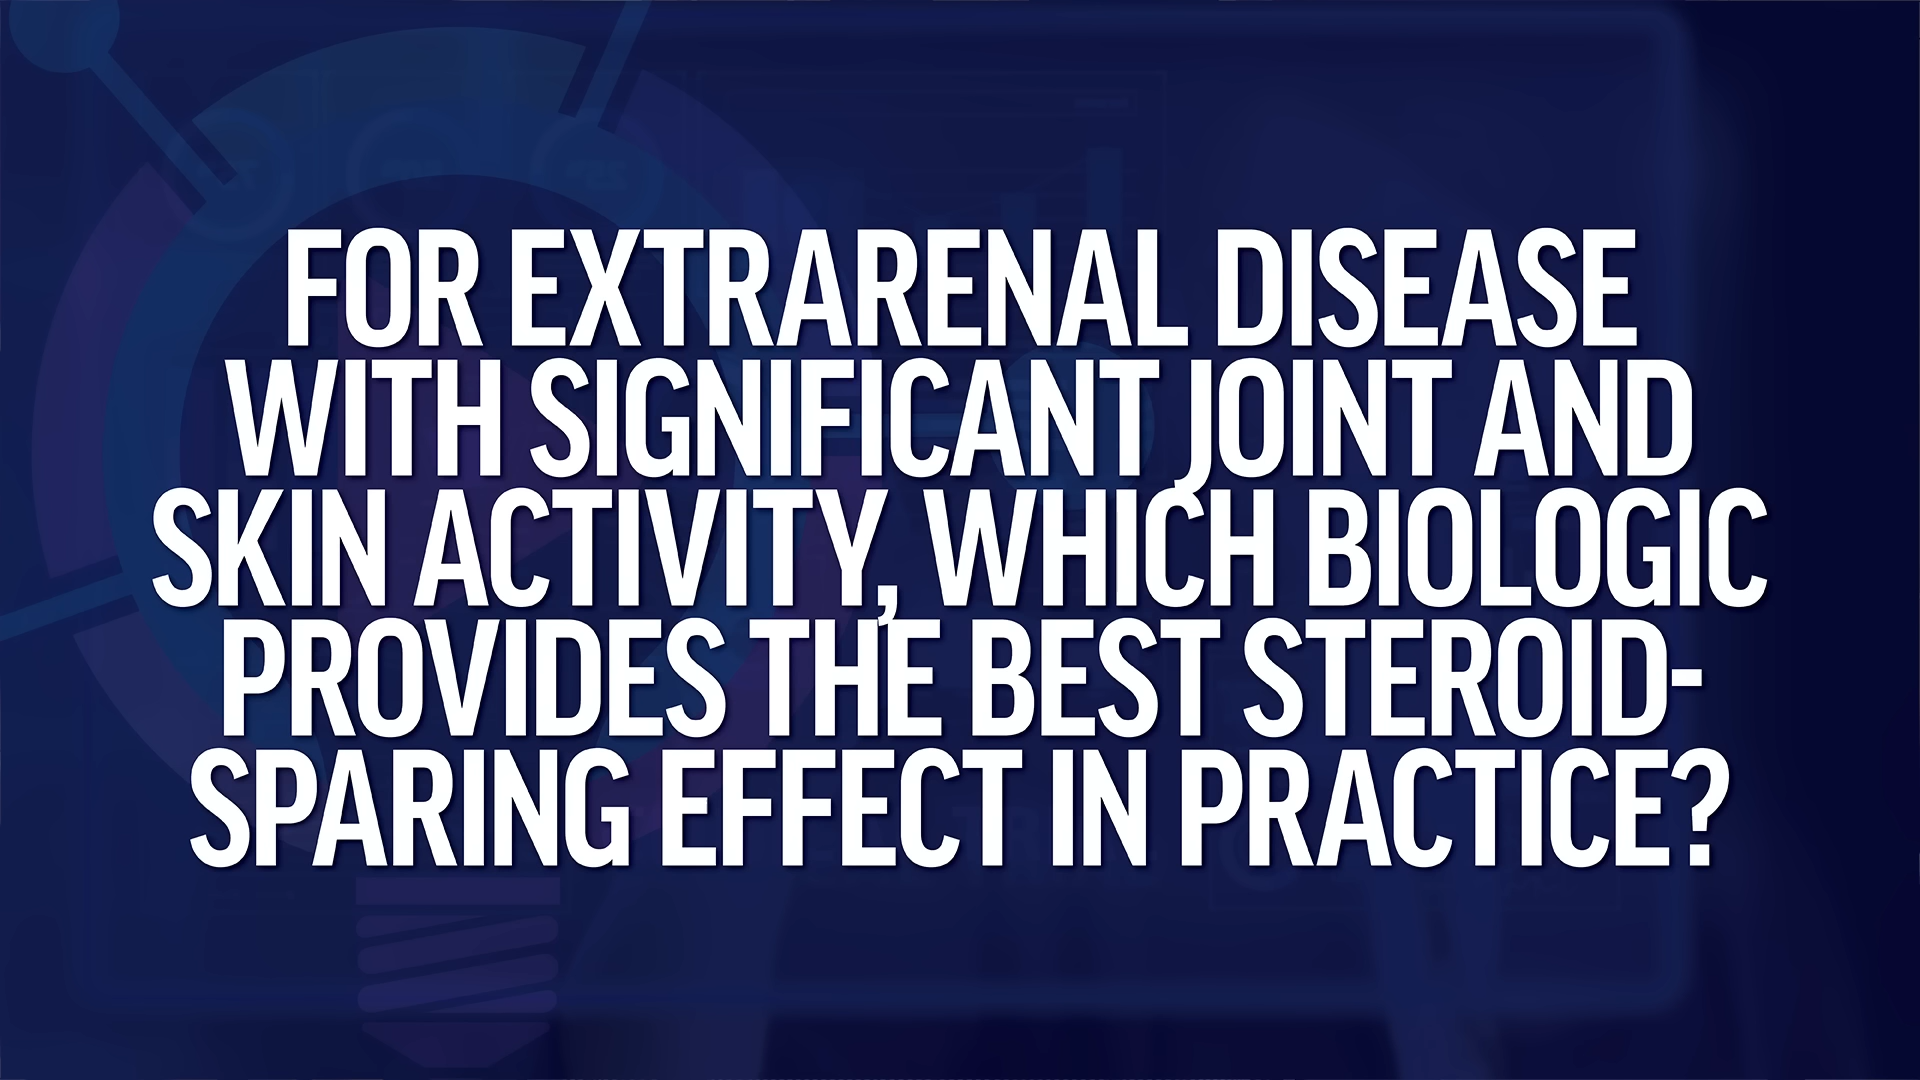 FOR EXTRARENAL DISEASE
WITH SIGNIFICANT JOINT AND
SKIN ACTIVITY, WHICH BIOLOGIC
PROVIDES THE BEST STEROID-
SPARING EFFECT IN PRACTICE?